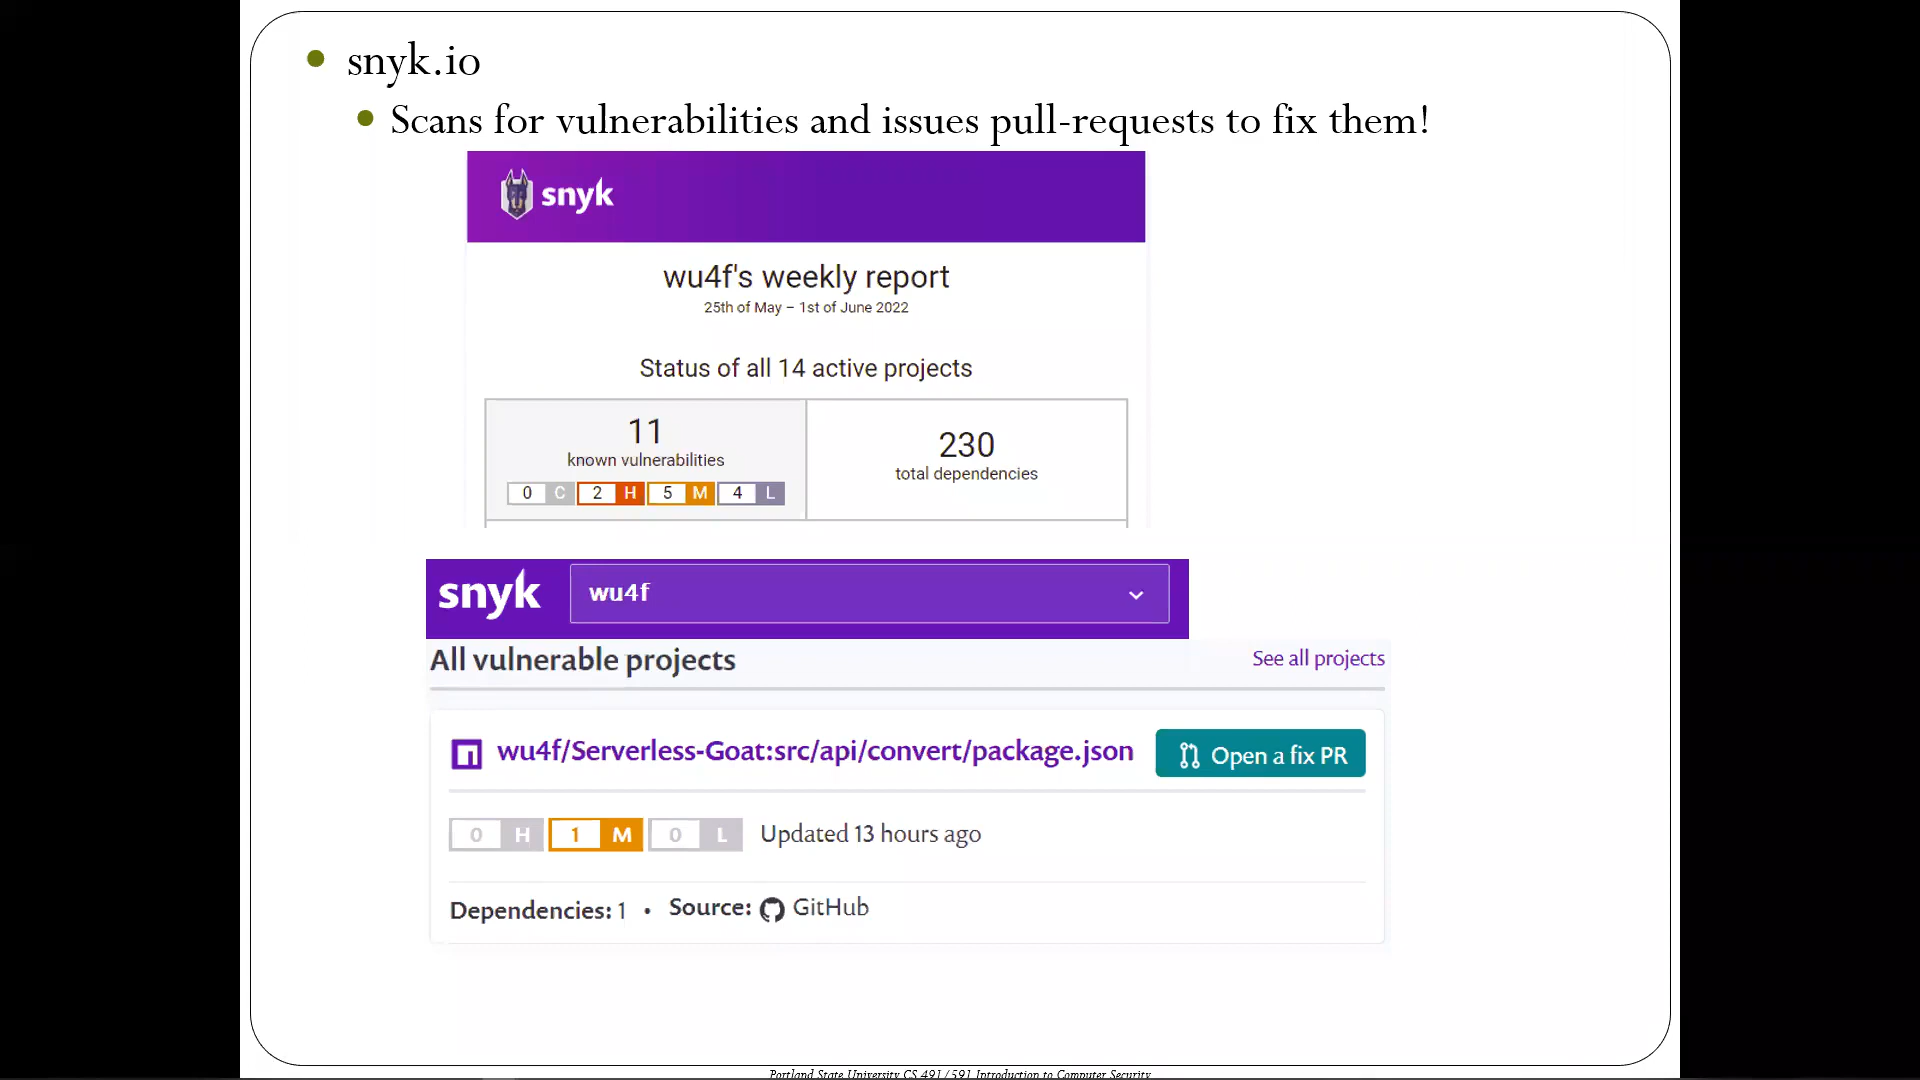 snyk.io
Scans for vulnerabilities and issues pull-requests to fix them!
snyk
wu4f's weekly report
25th of May – 1st of June 2022
Status of all 14 active projects
11
known vulnerabilities
0 C 2 H 5 M 4 L
230
total dependencies
snyk wu4f
All vulnerable projects See all projects
wu4f/Serverless-Goat:src/api/convert/package.json Open a fix PR
0 H 1 M 0 L Updated 13 hours ago
Dependencies: 1 • Source: GitHub
Portland State University CS 491/591 Introduction to Computer Security